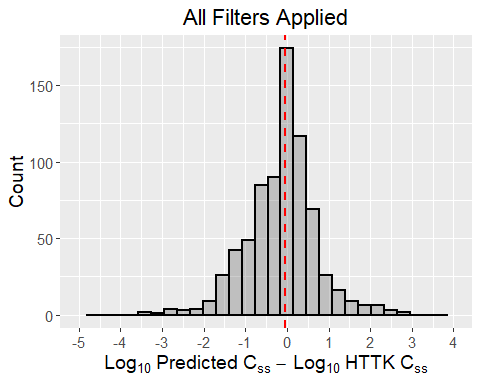 All Filters Applied
150
100
50
0
Count
-5 -4 -3 -2 -1 0 1 2 3 4
Log₁₀ Predicted Cₛₛ − Log₁₀ HTTK Cₛₛ